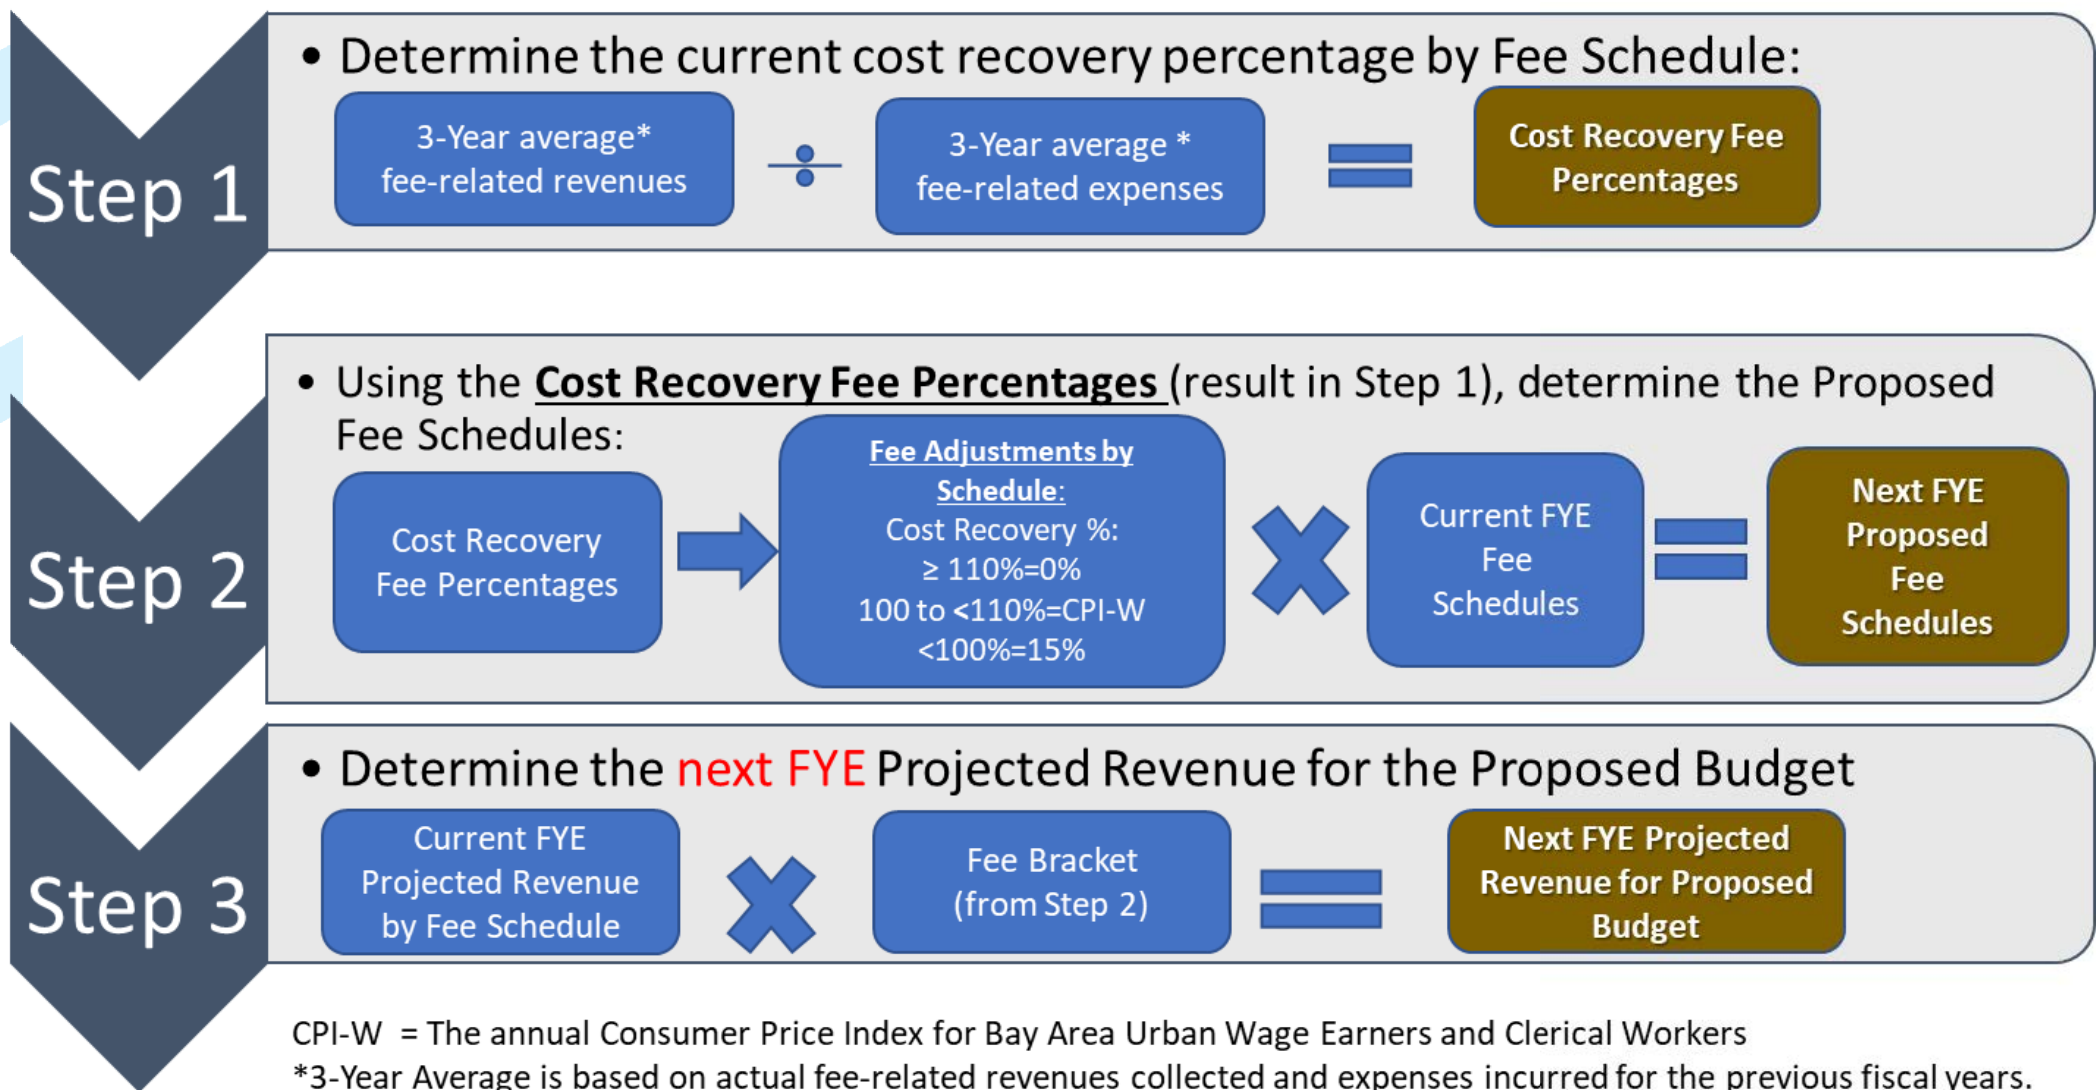 Step 1
• Determine the current cost recovery percentage by Fee Schedule:
3-Year average*
fee-related revenues
3-Year average *
fee-related expenses
Cost Recovery Fee
Percentages
Step 2
• Using the Cost Recovery Fee Percentages (result in Step 1), determine the Proposed
Fee Schedules:
Cost Recovery
Fee Percentages
Fee Adjustments by
Schedule:
Cost Recovery %:
≥ 110%=0%
100 to <110%=CPI-W
<100%=15%
Current FYE
Fee
Schedules
Next FYE
Proposed
Fee
Schedules
Step 3
• Determine the next FYE Projected Revenue for the Proposed Budget
Current FYE
Projected Revenue
by Fee Schedule
Fee Bracket
(from Step 2)
Next FYE Projected
Revenue for Proposed
Budget
CPI-W = The annual Consumer Price Index for Bay Area Urban Wage Earners and Clerical Workers
*3-Year Average is based on actual fee-related revenues collected and expenses incurred for the previous fiscal years.